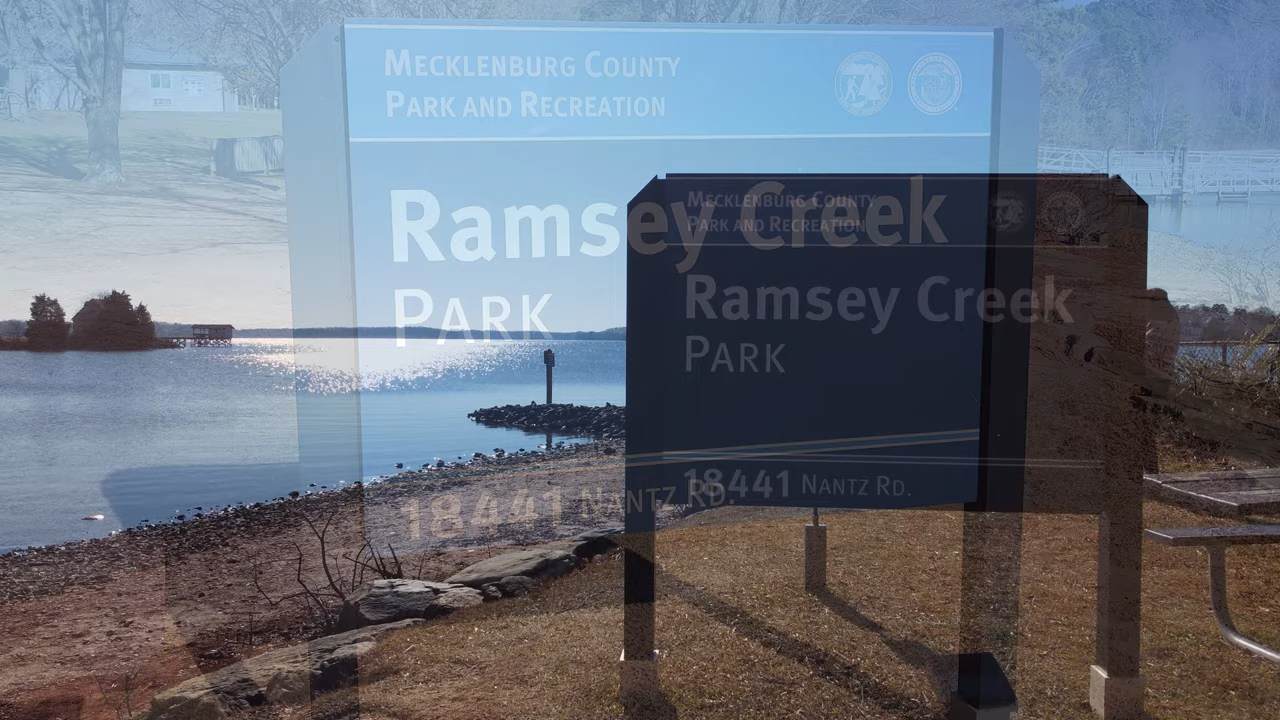 Mecklenburg County
Park and Recreation
Ramsey Creek
Park
18441 Nantz Rd.
Mecklenburg County
Park and Recreation
Ramsey Creek
Park
18441 Nantz Rd.